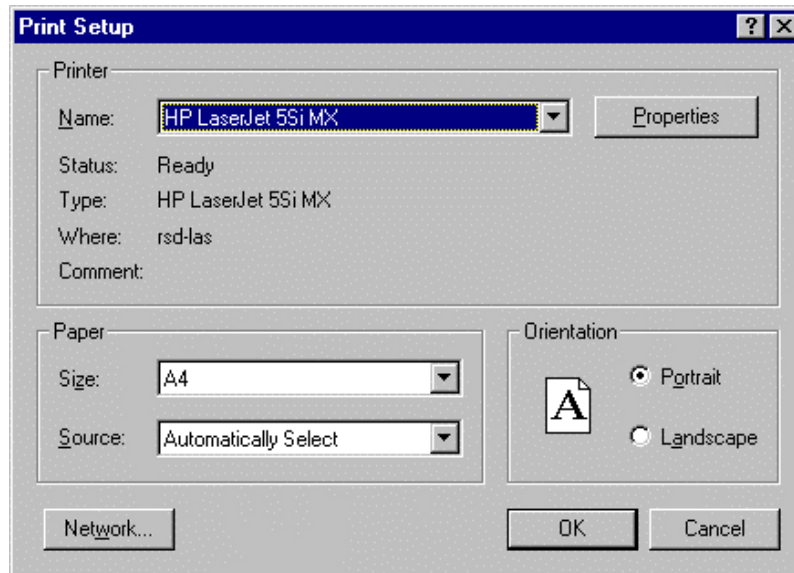 Print Setup
Printer
Name: HP LaserJet 5Si MX Properties
Status: Ready
Type: HP LaserJet 5Si MX
Where: rsd-las
Comment:
Paper
Size: A4
Source: Automatically Select
Orientation
A
Portrait
Landscape
Network... OK Cancel